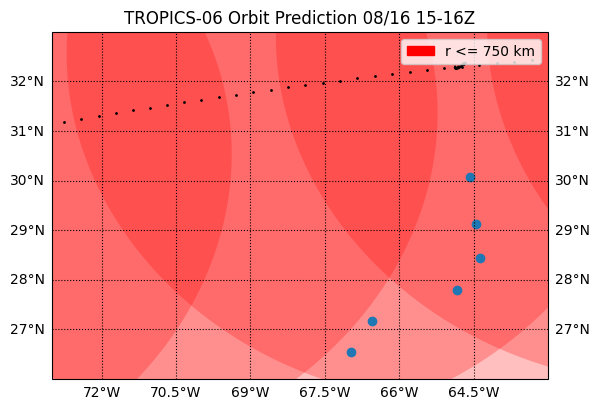 TROPICS-06 Orbit Prediction 08/16 15-16Z
r <= 750 km
32°N 32°N
31°N 31°N
30°N 30°N
29°N 29°N
28°N 28°N
27°N 27°N
72°W 70.5°W 69°W 67.5°W 66°W 64.5°W